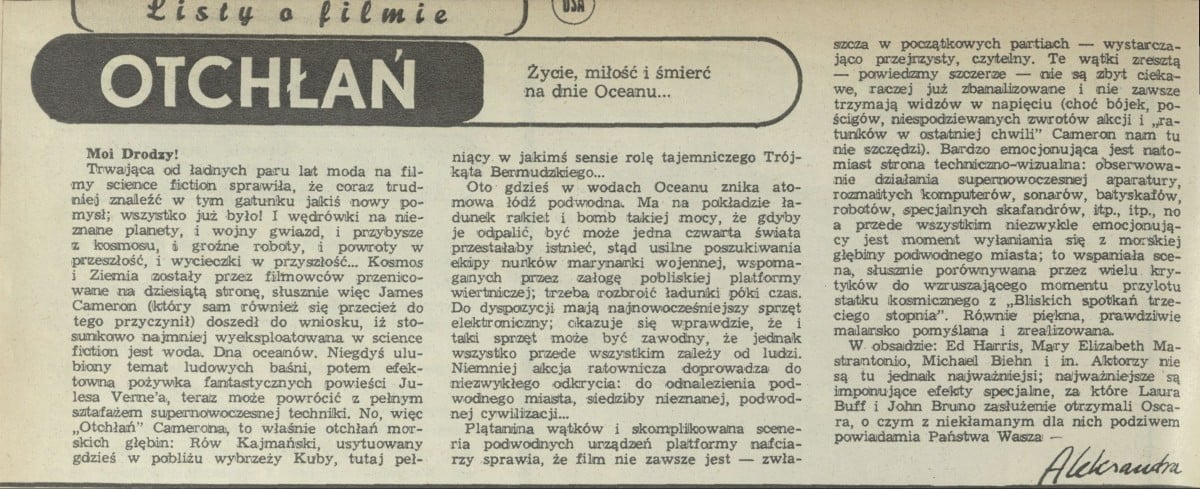 Listy o filmie
USA
OTCHŁAŃ
Życie, miłość i śmierć
na dnie Oceanu...
Moi Drodzy!
Trwająca od ładnych paru lat moda na fil-
my science fiction sprawiła, że coraz trud-
niej znaleźć w tym gatunku jakiś nowy po-
mysł; wszystko już było! I wędrówki na nie-
znane planety, i wojny gwiazd, i przybysze
z kosmosu, i groźne roboty, i powroty w
przeszłość, i wycieczki w przyszłość... Kosmos
i Ziemia zostały przez filmowców przenico-
wane na dziesiątą stronę, słusznie więc James
Cameron (który sam również się przecież do
tego przyczynił) doszedł do wniosku, iż sto-
sunkowo najmniej wyeksploatowana w science
fiction jest woda. Dna oceanów. Niegdyś ulu-
biony temat ludowych baśni, potem efek-
towna pożywka fantastycznych powieści Ju-
lesa Verne'a, teraz może powrócić z pełnym
sztafażem supernowoczesnej techniki. No, więc
„Otchłań” Camerona, to właśnie otchłań mor-
skich głębin: Rów Kajmański, usytuowany
gdzieś w pobliżu wybrzeży Kuby, tutaj peł-
niący w jakimś sensie rolę tajemniczego Trój-
kąta Bermudzkiego...
Oto gdzieś w wodach Oceanu znika ato-
mowa łódź podwodna. Ma na pokładzie ła-
dunek rakiet i bomb takiej mocy, że gdyby
je odpalić, być może jedna czwarta świata
przestałaby istnieć, stąd usilne poszukiwania
ekipy nurków marynarki wojennej, wspoma-
ganych przez załogę pobliskiej platformy
wiertniczej; trzeba rozbroić ładunki póki czas.
Do dyspozycji mają najnowocześniejszy sprzęt
elektroniczny; okazuje się wprawdzie, że i
taki sprzęt może być zawodny, że jednak
wszystko przede wszystkim zależy od ludzi.
Niemniej akcja ratownicza doprowadza do
niezwykłego odkrycia: do odnalezienia pod-
wodnego miasta, siedziby nieznanej, podwod-
nej cywilizacji...
Plątanina wątków i skomplikowana scene-
ria podwodnych urządzeń platformy nafcia-
rzy sprawia, że film nie zawsze jest — zwła-
szcza w początkowych partiach — wystarcza-
jąco przejrzysty, czytelny. Te wątki zresztą
— powiedzmy szczerze — nie są zbyt cieka-
we, raczej już zbanalizowane i nie zawsze
trzymają widzów w napięciu (choć bójek, po-
ścigów, niespodziewanych zwrotów akcji i „ra-
tunków w ostatniej chwili” Cameron nam tu
nie szczędzi). Bardzo emocjonująca jest nato-
miast strona techniczno-wizualna: obserwowa-
nie działania supernowoczesnej aparatury,
rozmaitych komputerów, sonarów, batyskafów,
robotów, specjalnych skafandrów, itp., itp., no
a przede wszystkim niezwykle emocjonują-
cy jest moment wyłaniania się z morskiej
głębiny podwodnego miasta; to wspaniała sce-
na, słusznie porównywana przez wielu kry-
tyków do wzruszającego momentu przylotu
statku kosmicznego z „Bliskich spotkań trze-
ciego stopnia”. Równie piękna, prawdziwie
malarsko pomyślana i zrealizowana.
W obsadzie: Ed Harris, Mary Elizabeth Ma-
strantonio, Michael Biehn i in. Aktorzy nie
są tu jednak najważniejsi; najważniejsze są
imponujące efekty specjalne, za które Laura
Buff i John Bruno zasłużenie otrzymali Osca-
ra, o czym z niekłamanym dla nich podziwem
powiadamia Państwa Wasza —
Aleksandra